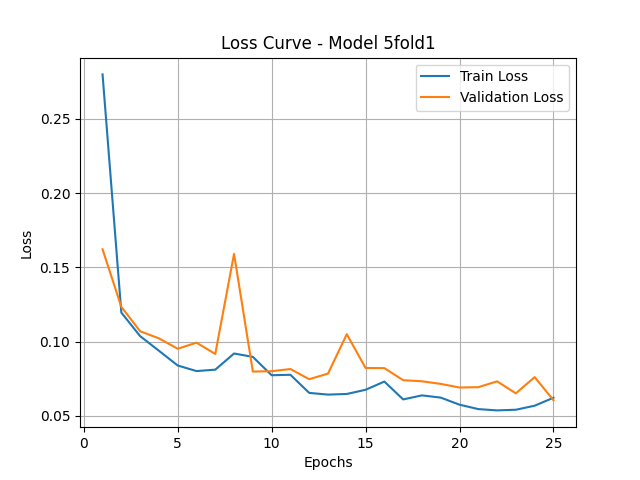 Loss Curve - Model 5fold1
Train Loss
Validation Loss
Loss
0.25
0.20
0.15
0.10
0.05
0 5 10 15 20 25
Epochs